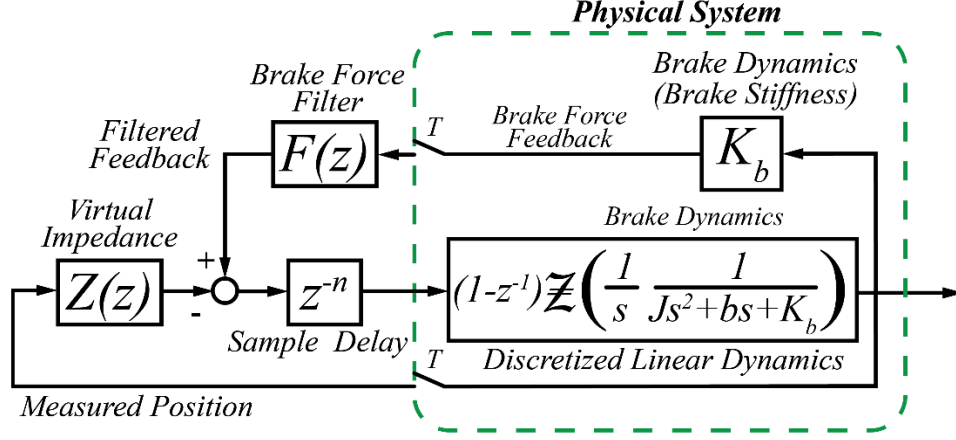 Physical System
Brake Force
Filter
Brake Dynamics
(Brake Stiffness)
Filtered
Feedback
F(z)
T
Brake Force
Feedback
K_b
Virtual
Impedance
Brake Dynamics
Z(z)
+
-
z^{-n}
(1-z^{-1})Z(1/s 1/(Js^2+bs+K_b))
Sample Delay
T
Discretized Linear Dynamics
Measured Position